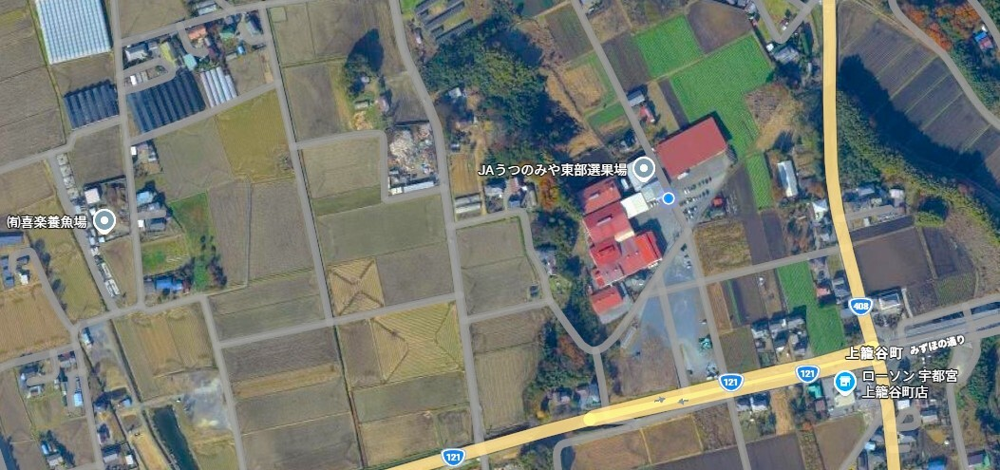 JAうつのみや東部選果場
㈲喜楽養魚場
408
上籠谷町
みずほの通り
121
121
ローソン 宇都宮
上籠谷町店
121